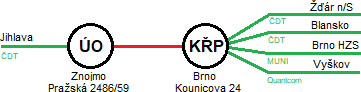 Jihlava
ČDT
ÚO
Znojmo
Pražská 2486/59
KŘP
Brno
Kounicova 24
Žďár n/S
ČDT
Blansko
ČDT
Brno HZS
MUNI
Vyškov
Quantcom